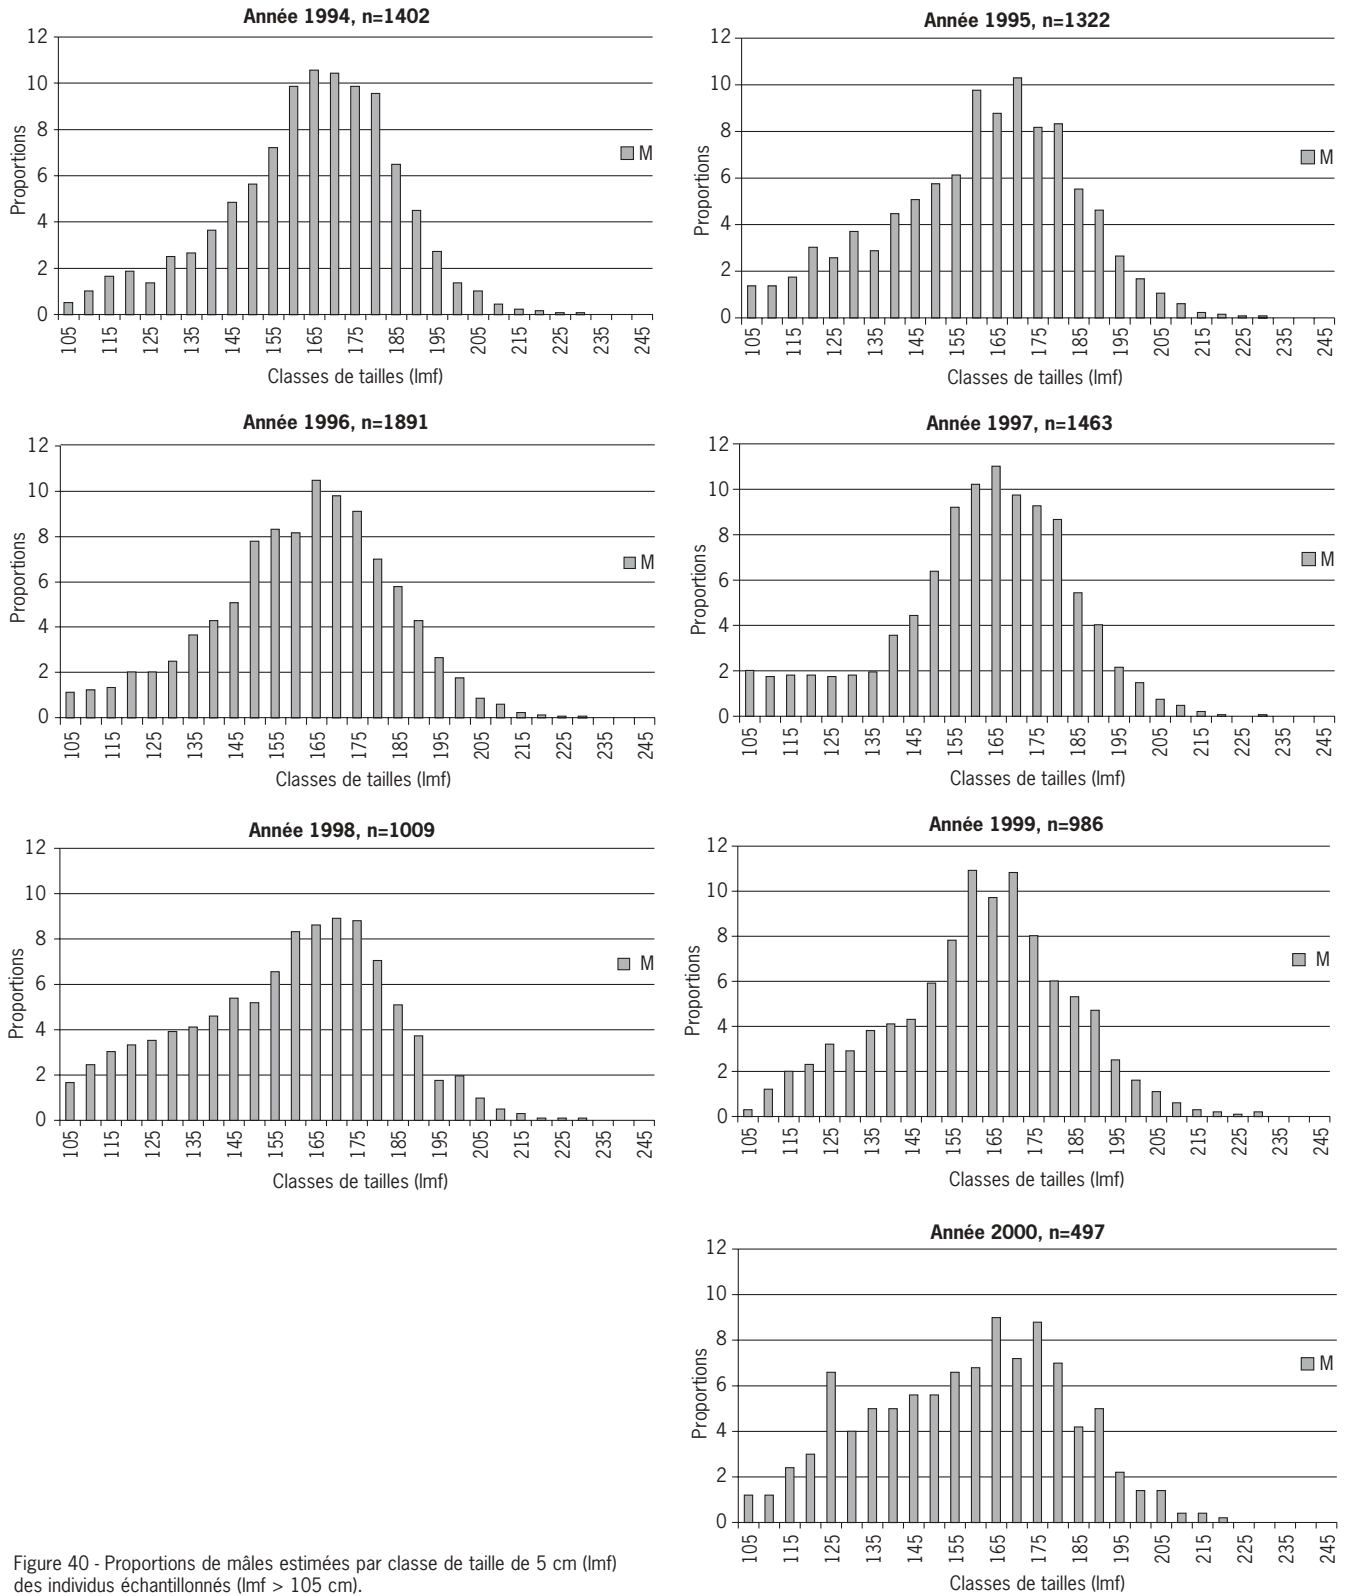 Année 1994, n=1402
12
10
8
6
4
2
0
Proportions
M
105 115 125 135 145 155 165 175 185 195 205 215 225 235 245
Classes de tailles (lmf)
Année 1995, n=1322
12
10
8
6
4
2
0
Proportions
M
105 115 125 135 145 155 165 175 185 195 205 215 225 235 245
Classes de tailles (lmf)
Année 1996, n=1891
12
10
8
6
4
2
0
Proportions
M
105 115 125 135 145 155 165 175 185 195 205 215 225 235 245
Classes de tailles (lmf)
Année 1997, n=1463
12
10
8
6
4
2
0
Proportions
M
105 115 125 135 145 155 165 175 185 195 205 215 225 235 245
Classes de tailles (lmf)
Année 1998, n=1009
12
10
8
6
4
2
0
Proportions
M
105 115 125 135 145 155 165 175 185 195 205 215 225 235 245
Classes de tailles (lmf)
Année 1999, n=986
12
10
8
6
4
2
0
Proportions
M
105 115 125 135 145 155 165 175 185 195 205 215 225 235 245
Classes de tailles (lmf)
Année 2000, n=497
12
10
8
6
4
2
0
Proportions
M
105 115 125 135 145 155 165 175 185 195 205 215 225 235 245
Classes de tailles (lmf)
Figure 40 - Proportions de mâles estimées par classe de taille de 5 cm (lmf)
des individus échantillonnés (lmf > 105 cm).